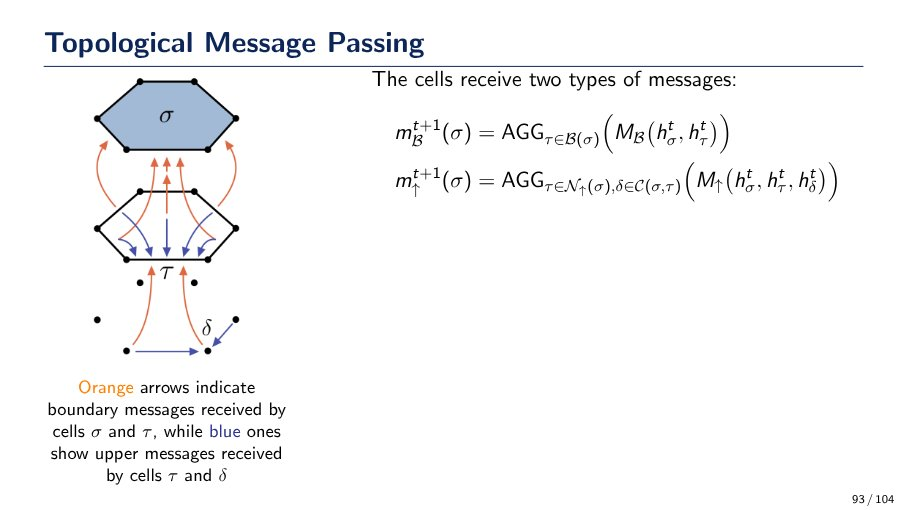 Topological Message Passing
The cells receive two types of messages:
m_B^{t+1}(σ) = AGG_{τ∈B(σ)}(M_B(h_σ^t, h_τ^t))
m_↑^{t+1}(σ) = AGG_{τ∈N_↑(σ),δ∈C(σ,τ)}(M_↑(h_σ^t, h_τ^t, h_δ^t))
σ
τ
δ
Orange arrows indicate
boundary messages received by
cells σ and τ, while blue ones
show upper messages received
by cells τ and δ
93 / 104